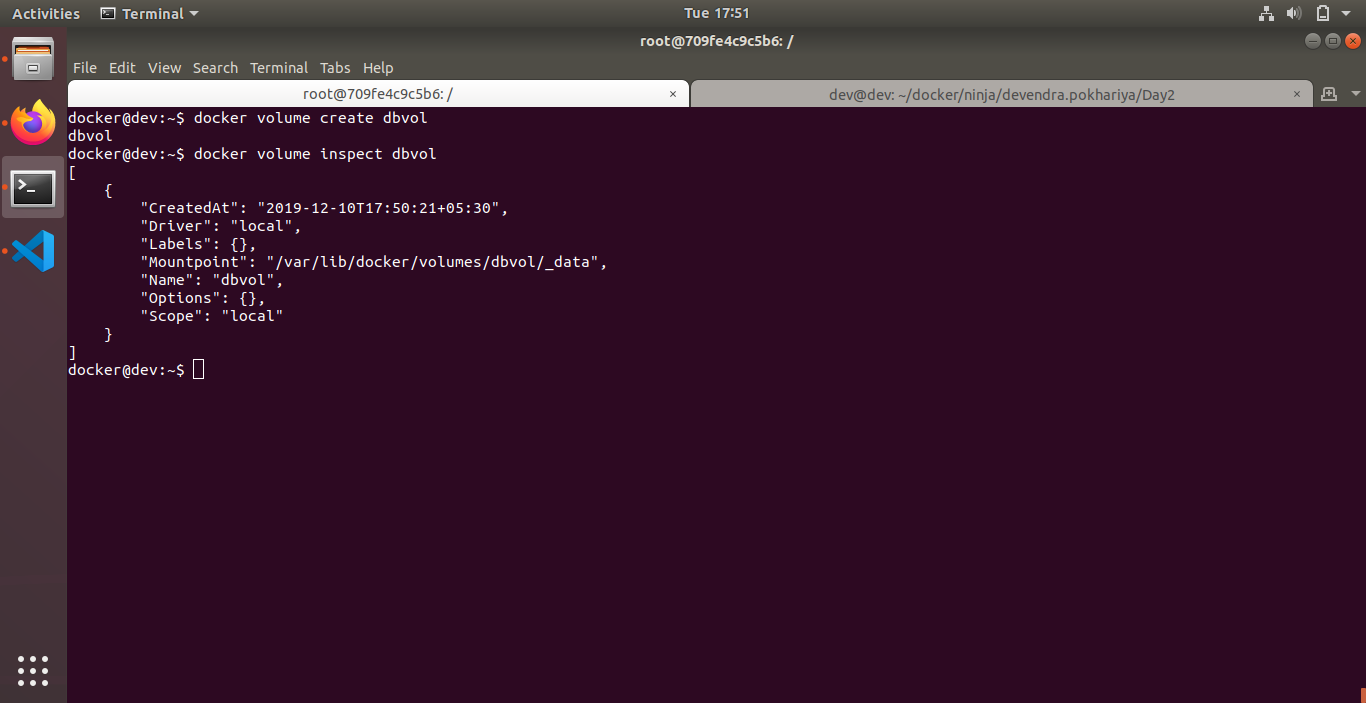 Activities Terminal Tue 17:51
root@709fe4c9c5b6: /
File Edit View Search Terminal Tabs Help
root@709fe4c9c5b6: / × dev@dev: ~/docker/ninja/devendra.pokhariya/Day2 ×
docker@dev:~$ docker volume create dbvol
dbvol
docker@dev:~$ docker volume inspect dbvol
[
    {
        "CreatedAt": "2019-12-10T17:50:21+05:30",
        "Driver": "local",
        "Labels": {},
        "Mountpoint": "/var/lib/docker/volumes/dbvol/_data",
        "Name": "dbvol",
        "Options": {},
        "Scope": "local"
    }
]
docker@dev:~$